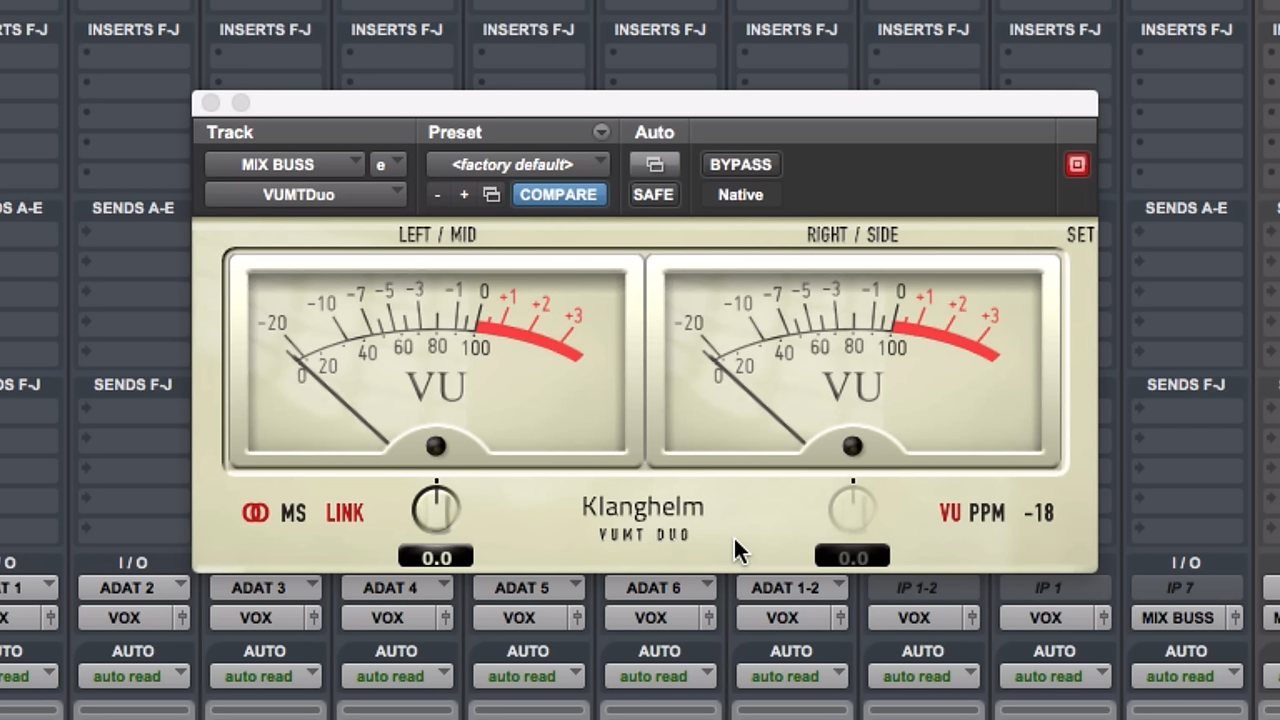 TS F-J INSERTS F-J INSERTS F-J INSERTS F-J INSERTS F-J INSERTS F-J INSERTS F-J INSERTS F-J INSERTS F-J INSERTS F-J
Track Preset Auto
MIX BUSS e <factory default> BYPASS
VUMTDuo - + COMPARE SAFE Native
DS A-E SENDS A-E SENDS A-E
LEFT / MID RIGHT / SIDE SET
-20 -10 -7 -5 -3 -1 0 +1 +2 +3
0 20 40 60 80 100
VU
-20 -10 -7 -5 -3 -1 0 +1 +2 +3
0 20 40 60 80 100
VU
DS F-J SENDS F-J SENDS F-J
MS LINK Klanghelm VU PPM -18
VUMT DUO
0.0 0.0
/ O I / O I / O
AT 1 ADAT 2 ADAT 3 ADAT 4 ADAT 5 ADAT 6 ADAT 1-2 IP 1-2 IP 1 IP 7
X VOX VOX VOX VOX VOX VOX VOX VOX MIX BUSS M
UTO AUTO AUTO AUTO AUTO AUTO AUTO AUTO AUTO AUTO
read auto read auto read auto read auto read auto read auto read auto read auto read auto read